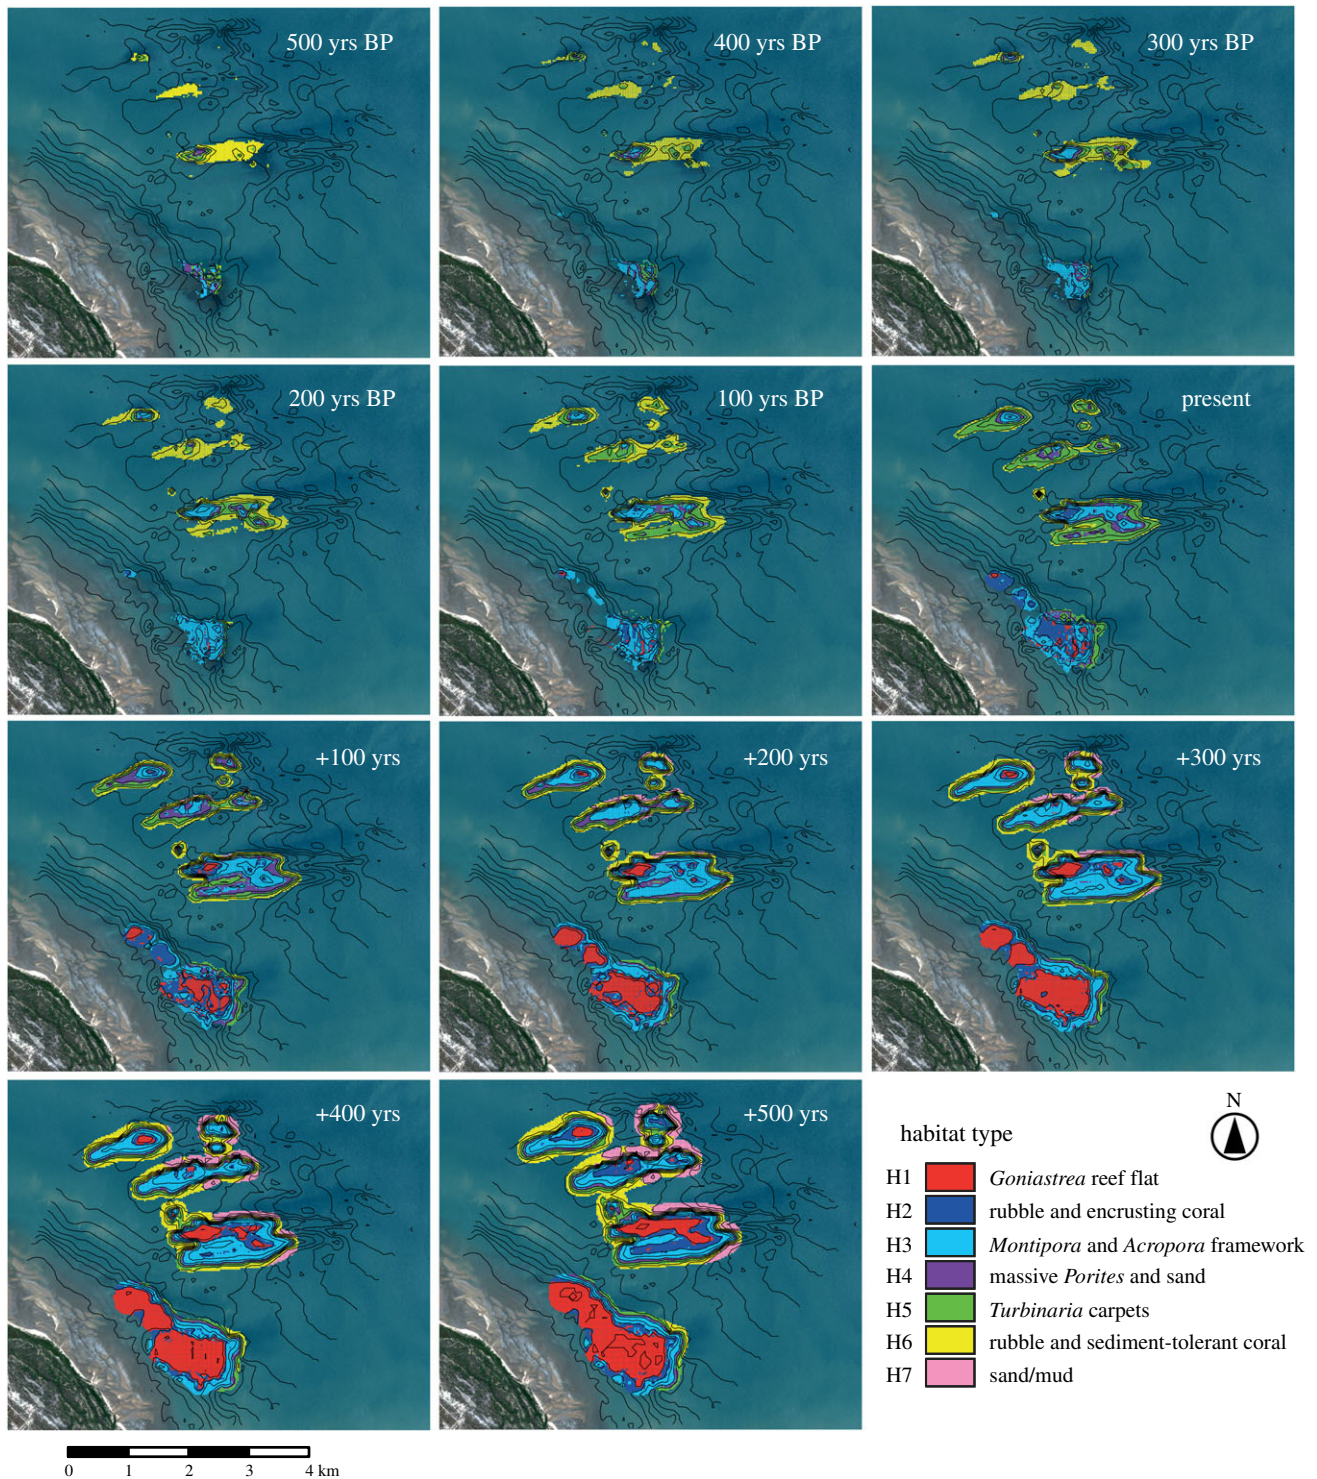 500 yrs BP
400 yrs BP
300 yrs BP
200 yrs BP
100 yrs BP
present
+100 yrs
+200 yrs
+300 yrs
+400 yrs
+500 yrs
N
habitat type
H1 Goniastrea reef flat
H2 rubble and encrusting coral
H3 Montipora and Acropora framework
H4 massive Porites and sand
H5 Turbinaria carpets
H6 rubble and sediment-tolerant coral
H7 sand/mud
0 1 2 3 4 km